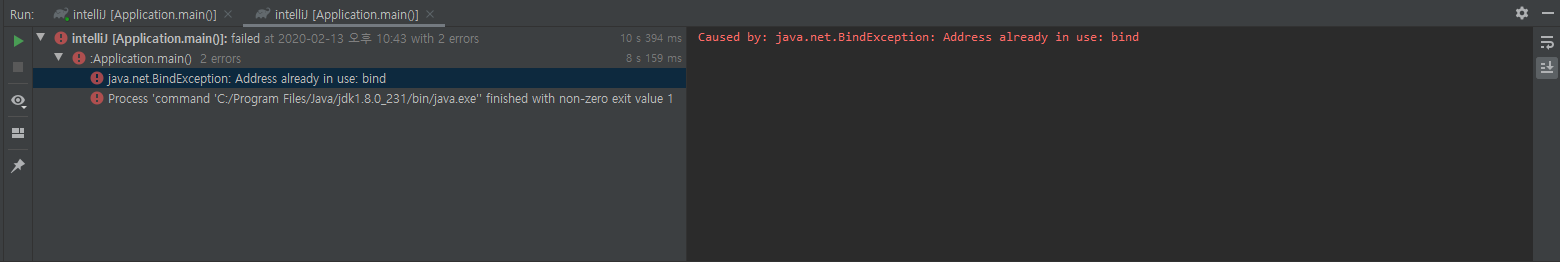 Run: intelliJ [Application.main()] intelliJ [Application.main()]
intelliJ [Application.main()]: failed at 2020-02-13 오후 10:43 with 2 errors 10 s 394 ms
:Application.main() 2 errors 8 s 159 ms
java.net.BindException: Address already in use: bind
Process 'command 'C:/Program Files/Java/jdk1.8.0_231/bin/java.exe'' finished with non-zero exit value 1
Caused by: java.net.BindException: Address already in use: bind